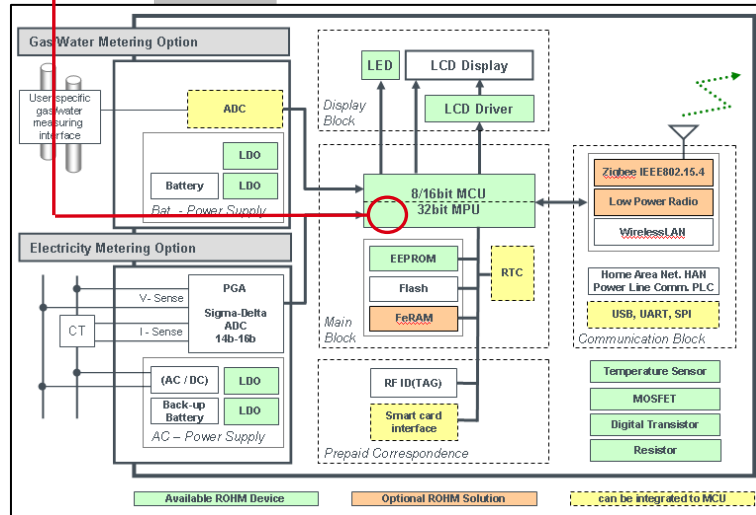 Gas/Water Metering Option
User specific
gas/water
measuring
interface
ADC
LDO
Battery
LDO
Bat. - Power Supply
Electricity Metering Option
V- Sense
CT
I - Sense
PGA
Sigma-Delta
ADC
14b-16b
(AC / DC)
LDO
Back-up
Battery
LDO
AC – Power Supply
LED
LCD Display
LCD Driver
Display
Block
8/16bit MCU
32bit MPU
EEPROM
Flash
FeRAM
RTC
Main
Block
RF ID(TAG)
Smart card
interface
Prepaid Correspondence
Zigbee IEEE802.15.4
Low Power Radio
WirelessLAN
Home Area Net. HAN
Power Line Comm. PLC
USB, UART, SPI
Communication Block
Temperature Sensor
MOSFET
Digital Transistor
Resistor
Available ROHM Device
Optional ROHM Solution
can be integrated to MCU